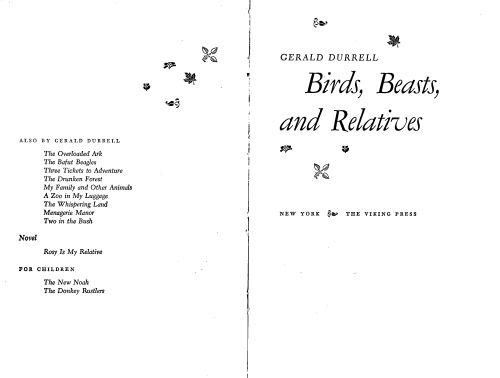 ALSO BY GERALD DURRELL
The Overloaded Ark
The Bafut Beagles
Three Tickets to Adventure
The Drunken Forest
My Family and Other Animals
A Zoo in My Luggage
The Whispering Land
Menagerie Manor
Two in the Bush
Novel
Rosy Is My Relative
FOR CHILDREN
The New Noah
The Donkey Rustlers
GERALD DURRELL
Birds, Beasts,
and Relatives
NEW YORK THE VIKING PRESS